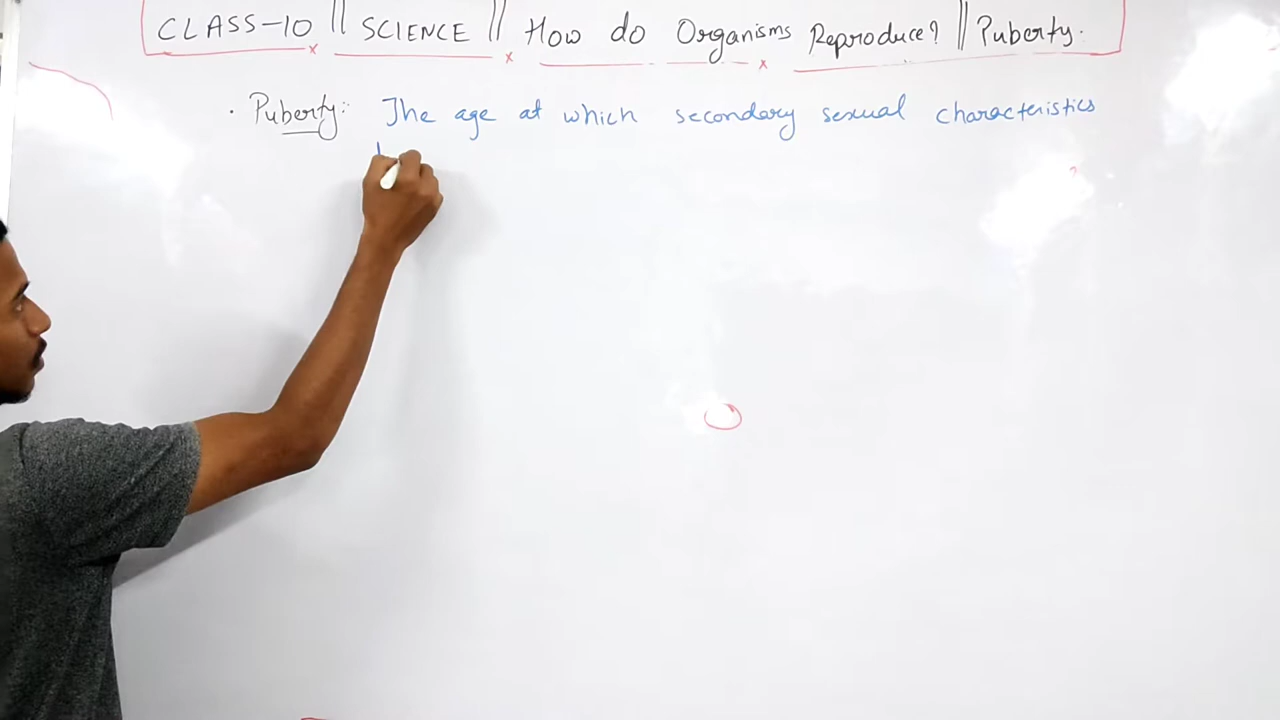 CLASS-10 || SCIENCE || How do Organisms Reproduce? || Puberty.
· Puberty:- The age at which secondary sexual characteristics